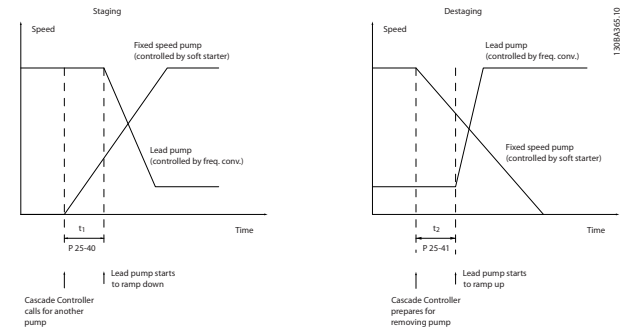 Staging
Speed
Fixed speed pump
(controlled by soft starter)
Lead pump
(controlled by freq. conv.)
Time
t1
P 25-40
Lead pump starts
to ramp down
Cascade Controller
calls for another
pump
Destaging
Speed
Lead pump
(controlled by freq. conv.)
Fixed speed pump
(controlled by soft starter)
Time
t2
P 25-41
Lead pump starts
to ramp up
Cascade Controller
prepares for
removing pump
130BA365.10